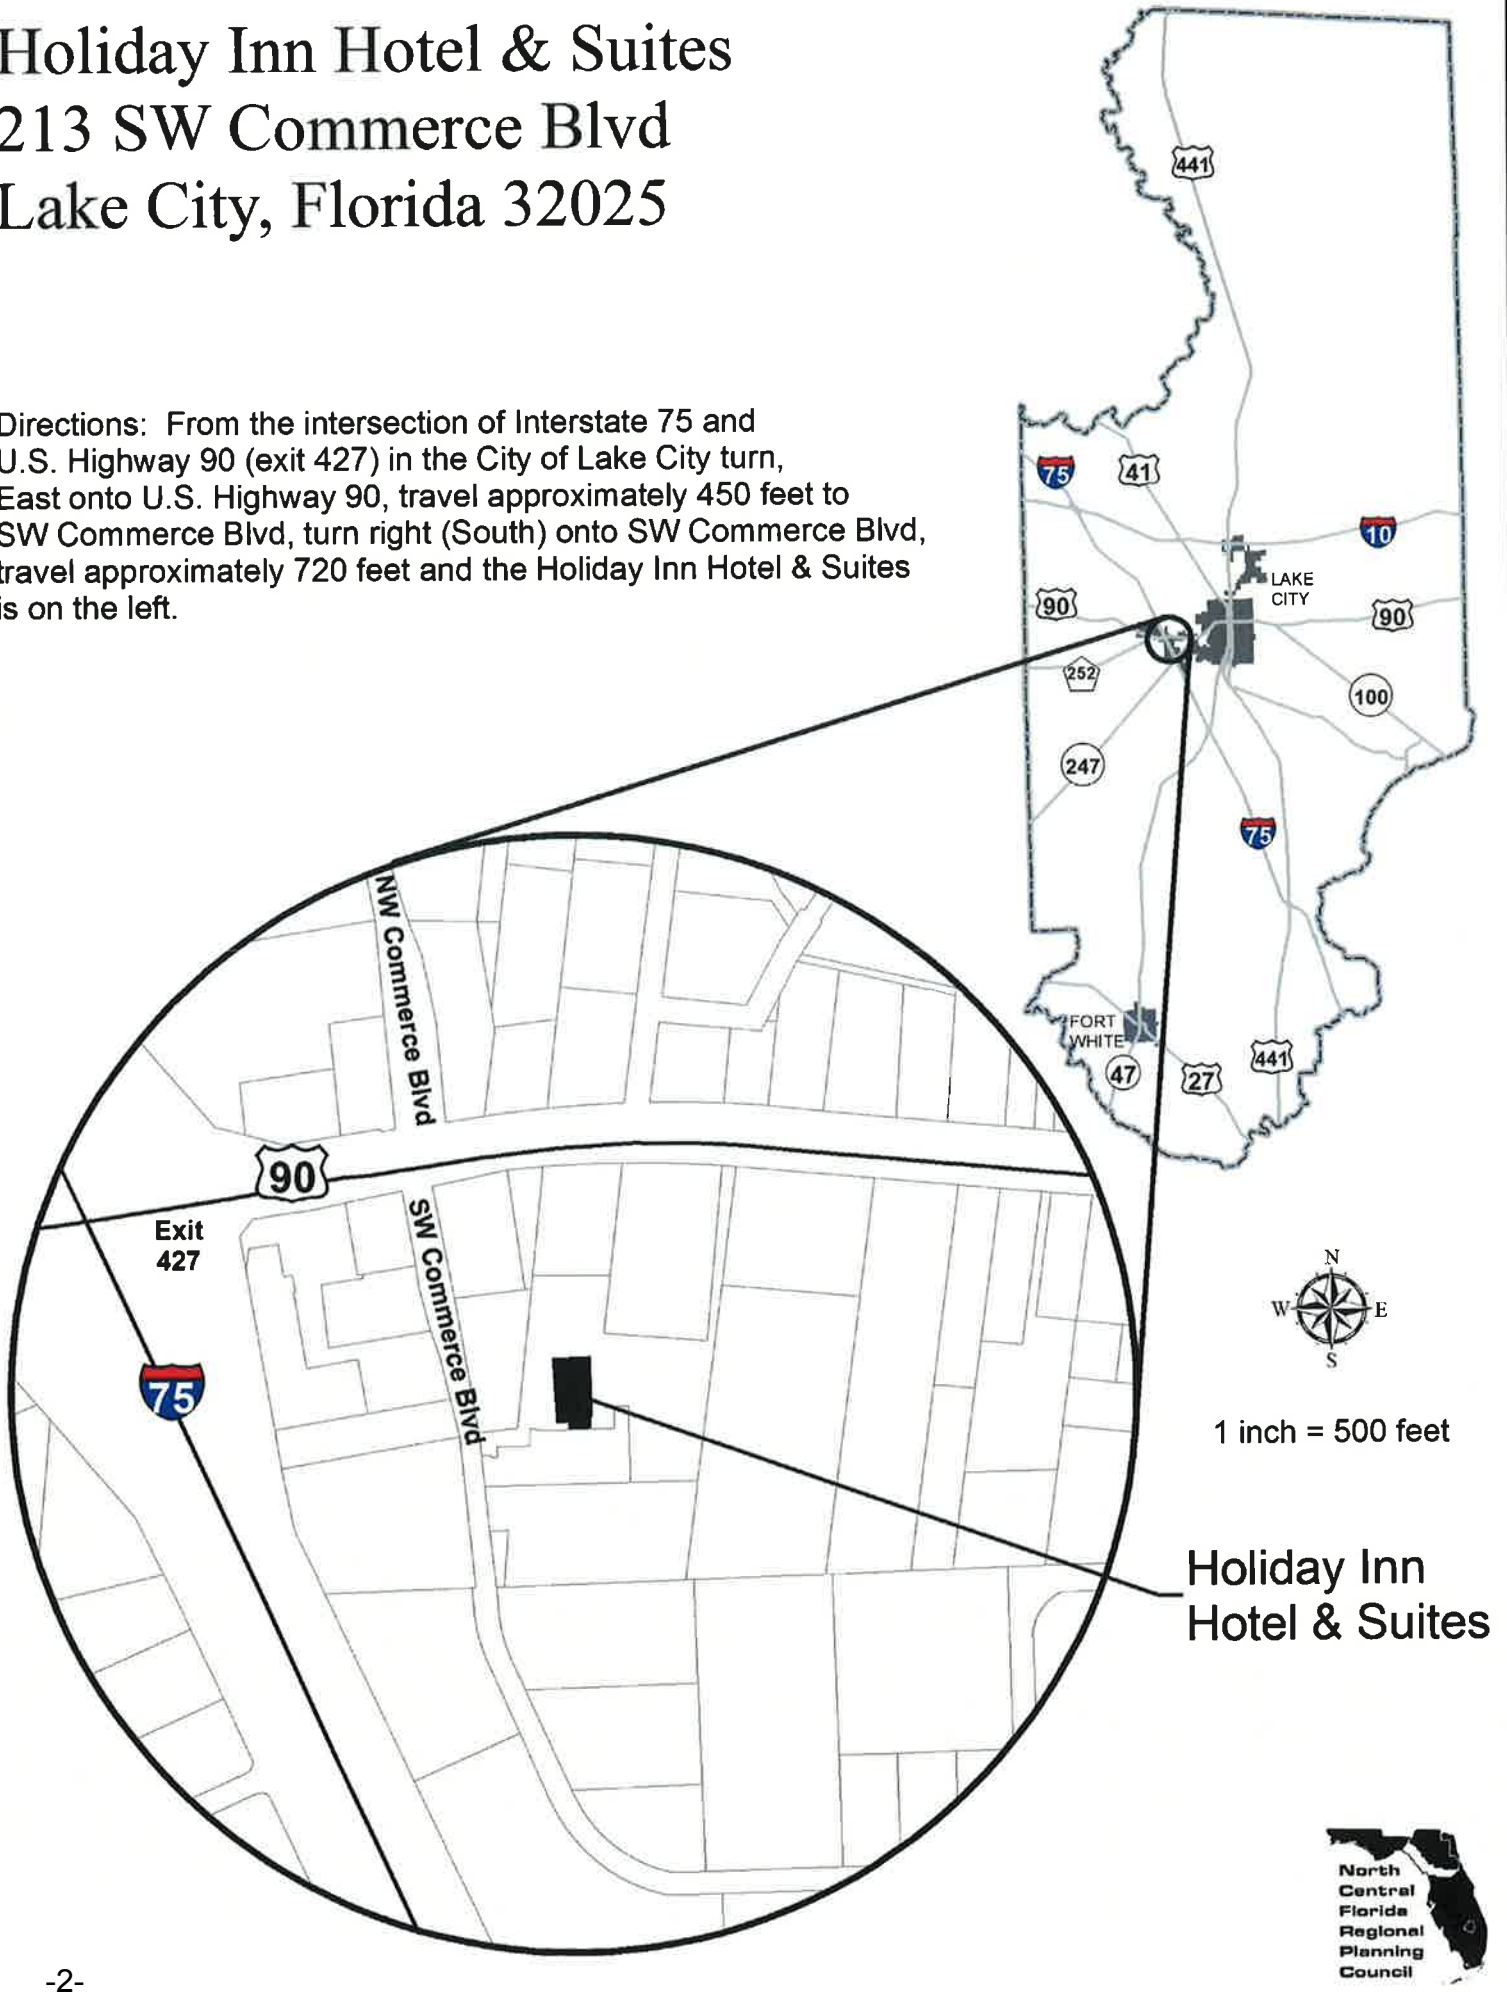 Holiday Inn Hotel & Suites
213 SW Commerce Blvd
Lake City, Florida 32025
Directions: From the intersection of Interstate 75 and
U.S. Highway 90 (exit 427) in the City of Lake City turn,
East onto U.S. Highway 90, travel approximately 450 feet to
SW Commerce Blvd, turn right (South) onto SW Commerce Blvd,
travel approximately 720 feet and the Holiday Inn Hotel & Suites
is on the left.
441
75
41
10
LAKE
CITY
90
90
252
100
247
75
FORT
WHITE
47
27
441
NW Commerce Blvd
90
Exit
427
SW Commerce Blvd
75
N
W
E
S
1 inch = 500 feet
Holiday Inn
Hotel & Suites
North
Central
Florida
Regional
Planning
Council
-2-